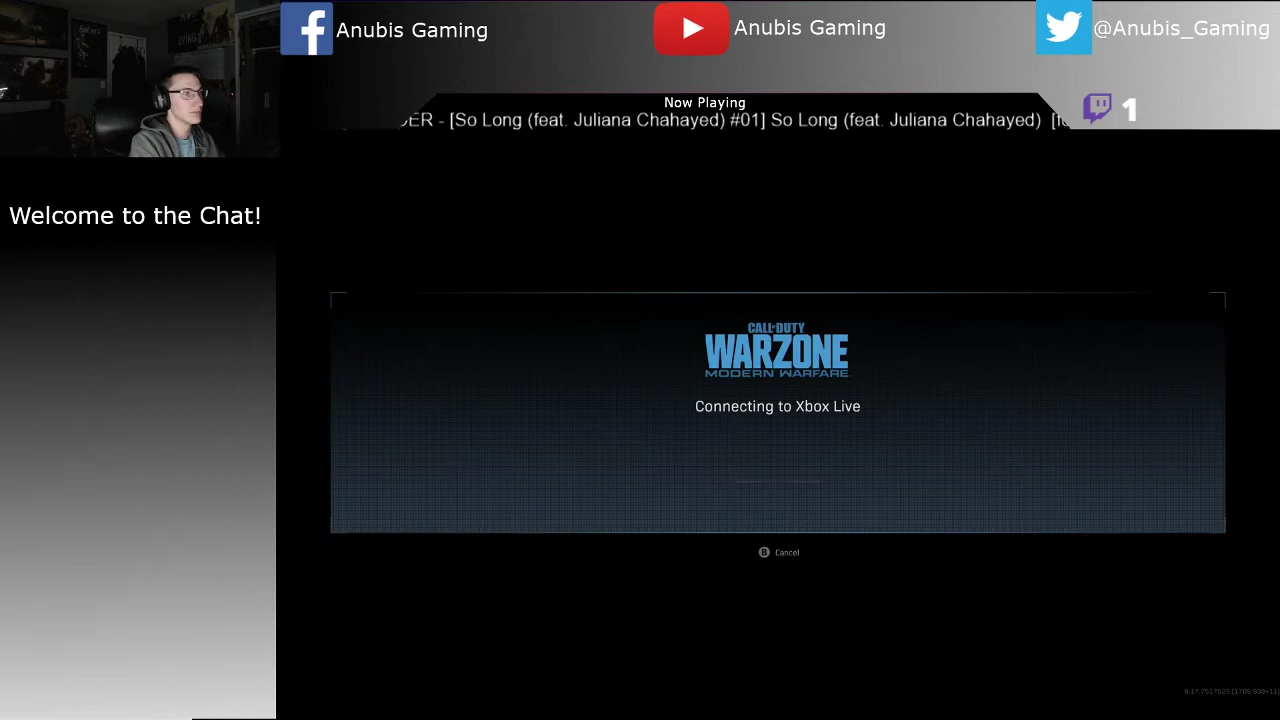 Anubis Gaming
Anubis Gaming
@Anubis_Gaming
Now Playing
DER - [So Long (feat. Juliana Chahayed) #01] So Long (feat. Juliana Chahayed)
1
Welcome to the Chat!
CALL OF DUTY
WARZONE
MODERN WARFARE
Connecting to Xbox Live
B Cancel